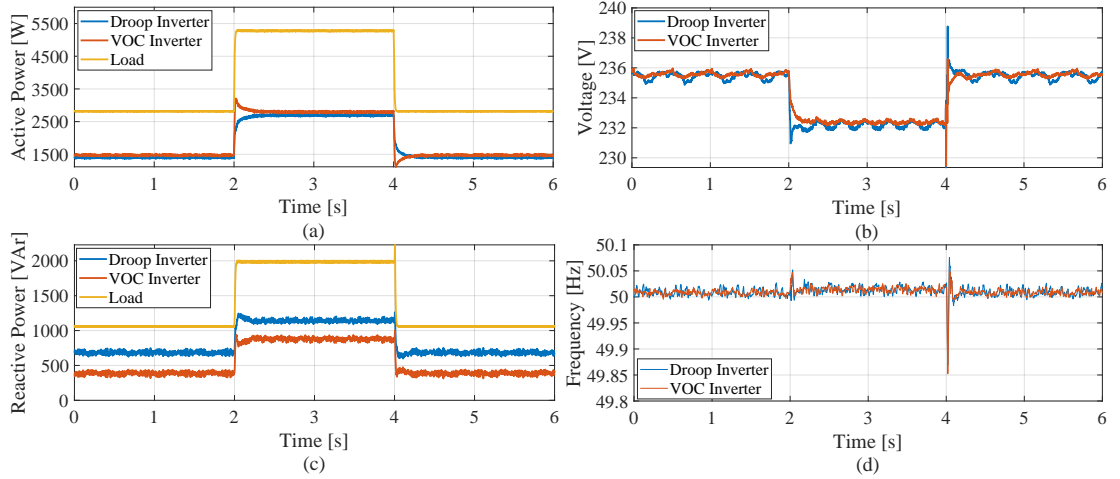 Active Power [W]
5500
4500
3500
2500
1500
Droop Inverter
VOC Inverter
Load
0 1 2 3 4 5 6
Time [s]
(a)
Voltage [V]
240
238
236
234
232
230
Droop Inverter
VOC Inverter
0 1 2 3 4 5 6
Time [s]
(b)
Reactive Power [VAr]
2000
1500
1000
500
0
Droop Inverter
VOC Inverter
Load
0 1 2 3 4 5 6
Time [s]
(c)
Frequency [Hz]
50.1
50.05
50
49.95
49.9
49.85
49.8
Droop Inverter
VOC Inverter
0 1 2 3 4 5 6
Time [s]
(d)